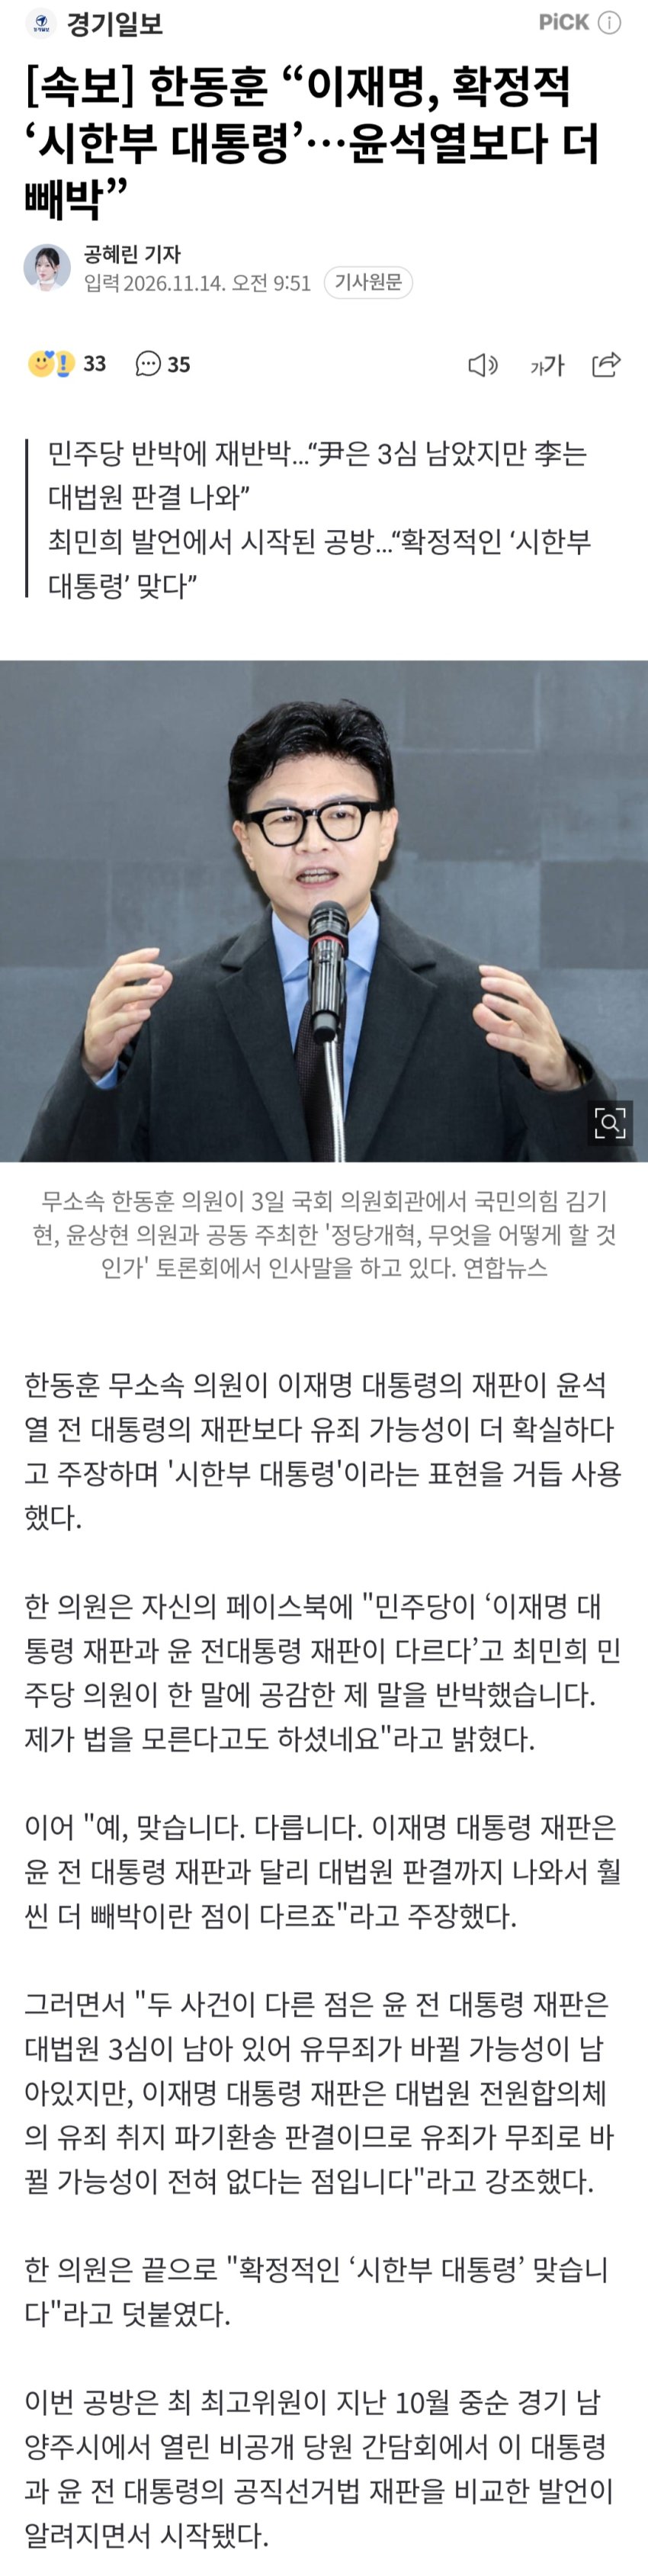 경기일보
PiCK
[속보] 한동훈 “이재명, 확정적
‘시한부 대통령’…윤석열보다 더
빼박”
공혜린 기자
입력 2026.11.14. 오전 9:51
기사원문
33
35
가가
민주당 반박에 재반박…“尹은 3심 남았지만 李는
대법원 판결 나와”
최민희 발언에서 시작된 공방…“확정적인 ‘시한부
대통령’ 맞다”
무소속 한동훈 의원이 3일 국회 의원회관에서 국민의힘 김기
현, 윤상현 의원과 공동 주최한 '정당개혁, 무엇을 어떻게 할 것
인가' 토론회에서 인사말을 하고 있다. 연합뉴스
한동훈 무소속 의원이 이재명 대통령의 재판이 윤석
열 전 대통령의 재판보다 유죄 가능성이 더 확실하다
고 주장하며 '시한부 대통령'이라는 표현을 거듭 사용
했다.
한 의원은 자신의 페이스북에 "민주당이 ‘이재명 대
통령 재판과 윤 전대통령 재판이 다르다’고 최민희 민
주당 의원이 한 말에 공감한 제 말을 반박했습니다.
제가 법을 모른다고도 하셨네요"라고 밝혔다.
이어 "예, 맞습니다. 다릅니다. 이재명 대통령 재판은
윤 전 대통령 재판과 달리 대법원 판결까지 나와서 훨
씬 더 빼박이란 점이 다르죠"라고 주장했다.
그러면서 "두 사건이 다른 점은 윤 전 대통령 재판은
대법원 3심이 남아 있어 유무죄가 바뀔 가능성이 남
아있지만, 이재명 대통령 재판은 대법원 전원합의체
의 유죄 취지 파기환송 판결이므로 유죄가 무죄로 바
뀔 가능성이 전혀 없다는 점입니다"라고 강조했다.
한 의원은 끝으로 "확정적인 ‘시한부 대통령’ 맞습니
다"라고 덧붙였다.
이번 공방은 최 최고위원이 지난 10월 중순 경기 남
양주시에서 열린 비공개 당원 간담회에서 이 대통령
과 윤 전 대통령의 공직선거법 재판을 비교한 발언이
알려지면서 시작됐다.